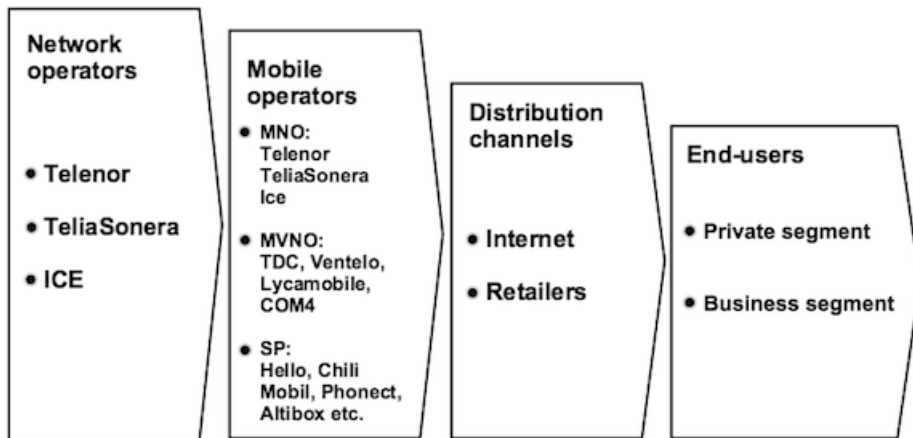 Network
operators
● Telenor
● TeliaSonera
● ICE
Mobile
operators
● MNO:
Telenor
TeliaSonera
Ice
● MVNO:
TDC, Ventelo,
Lycamobile,
COM4
● SP:
Hello, Chili
Mobil, Phonect,
Altibox etc.
Distribution
channels
● Internet
● Retailers
End-users
● Private segment
● Business segment